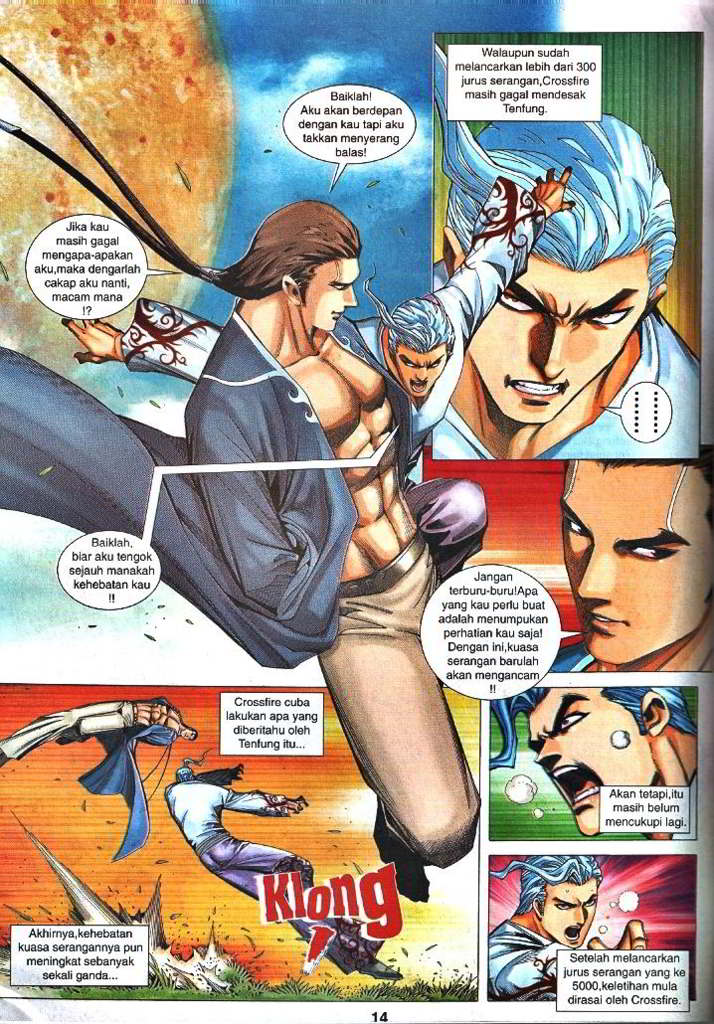 Baiklah!
Aku akan berdepan
dengan kau tapi aku
takkan menyerang
balas!
Walaupun sudah
melancarkan lebih dari 300
jurus serangan,Crossfire
masih gagal mendesak
Tenfung.
Jika kau
masih gagal
mengapa-apakan
aku,maka dengarlah
cakap aku nanti,
macam mana
!?
Baiklah,
biar aku tengok
sejauh manakah
kehebatan kau
!!
Jangan
terburu-buru!Apa
yang kau perlu buat
adalah menumpukan
perhatian kau saja!
Dengan ini,kuasa
serangan barulah
akan mengancam
!!
Crossfire cuba
lakukan apa yang
diberitahu oleh
Tenfung itu...
Akan tetapi,itu
masih belum
mencukupi lagi.
Klong
!
Akhirnya,kehebatan
kuasa serangannya pun
meningkat sebanyak
sekali ganda...
Setelah melancarkan
jurus serangan yang ke
5000,keletihan mula
dirasai oleh Crossfire.
14